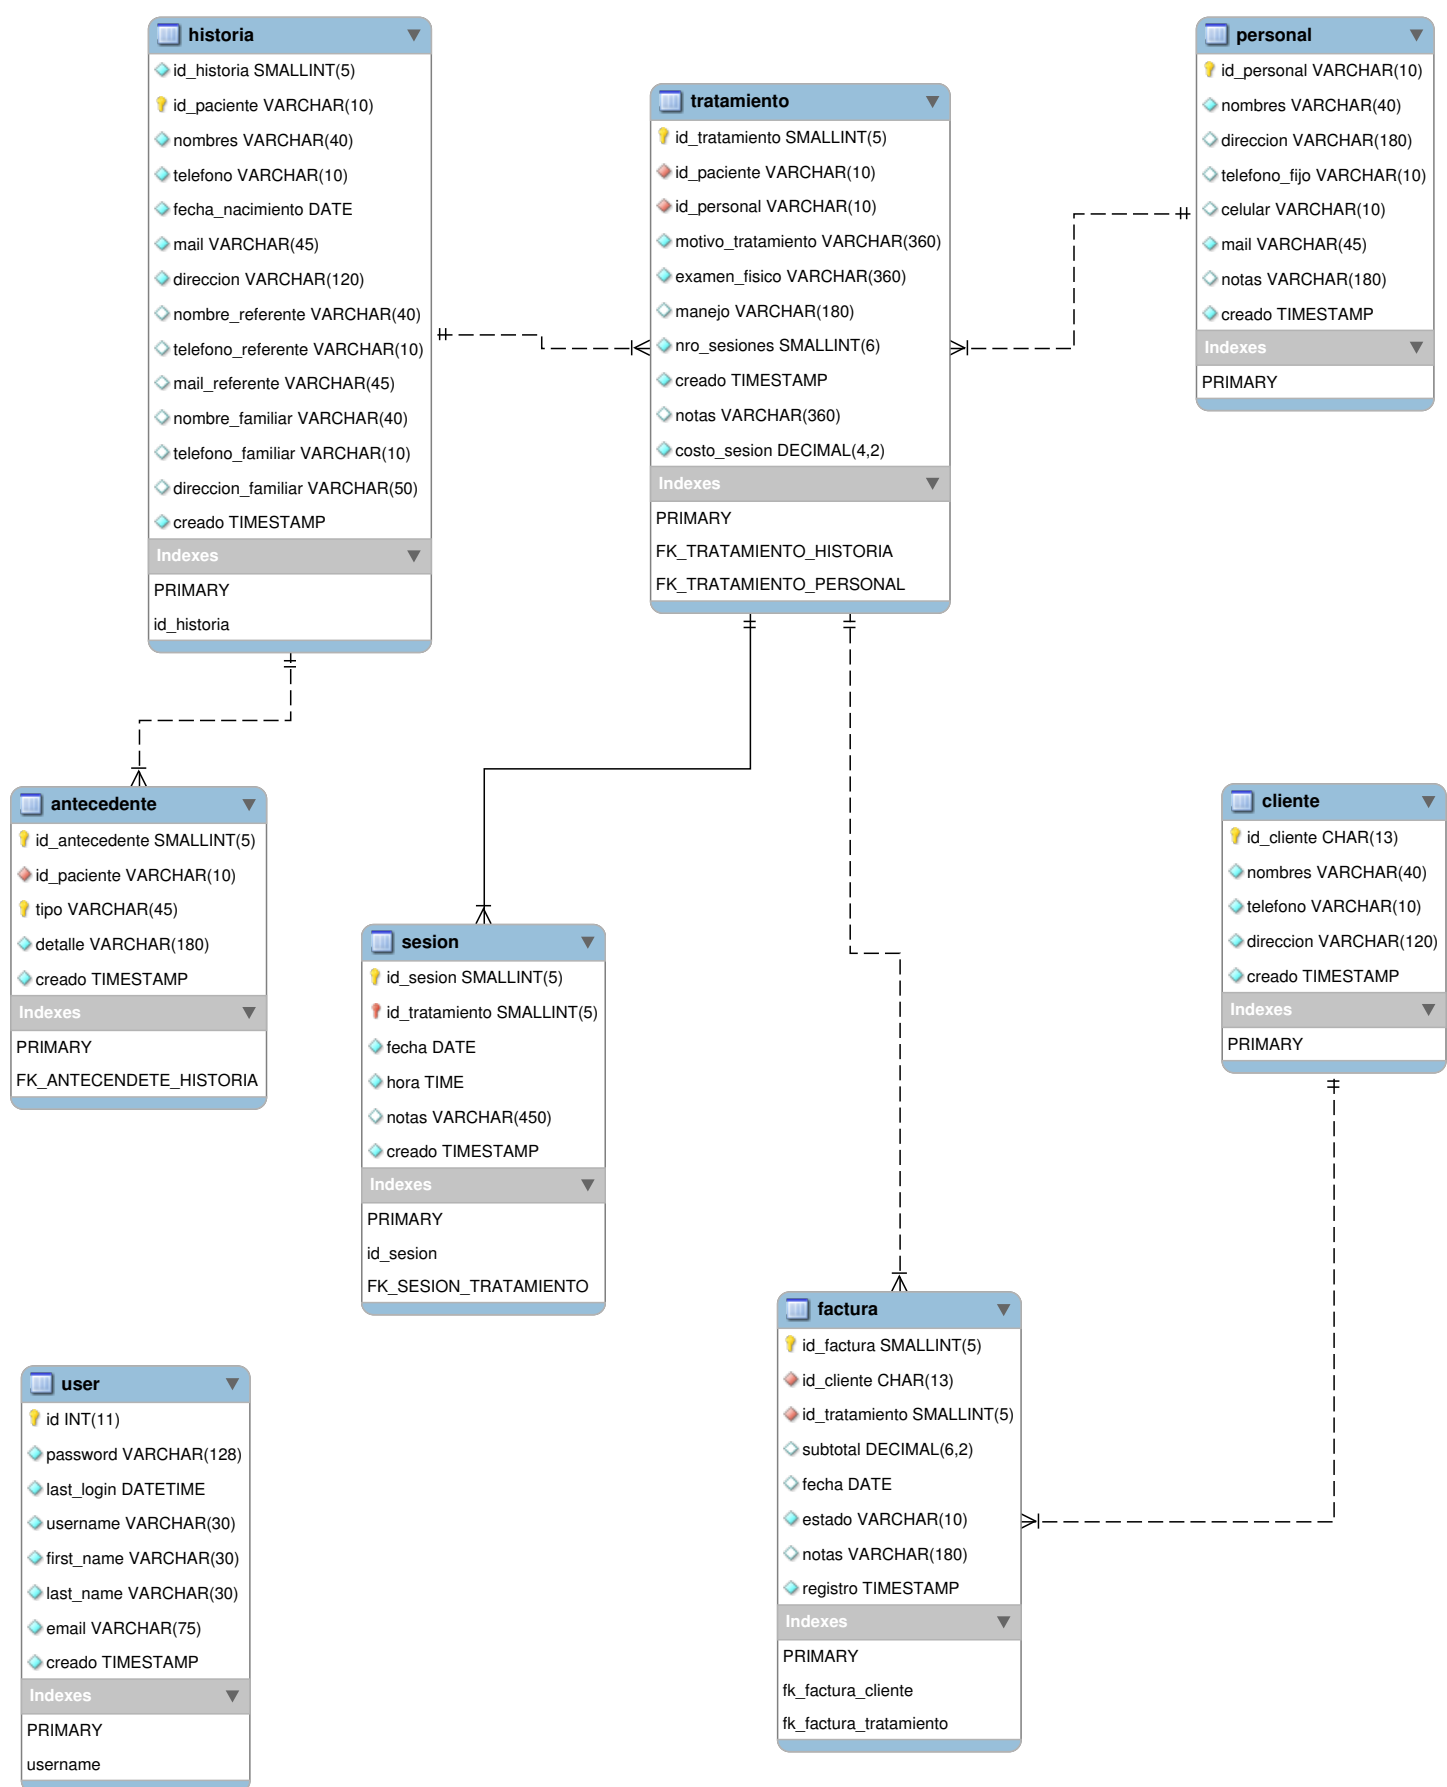 historia
id_historia SMALLINT(5)
id_paciente VARCHAR(10)
nombres VARCHAR(40)
telefono VARCHAR(10)
fecha_nacimiento DATE
mail VARCHAR(45)
direccion VARCHAR(120)
nombre_referente VARCHAR(40)
telefono_referente VARCHAR(10)
mail_referente VARCHAR(45)
nombre_familiar VARCHAR(40)
telefono_familiar VARCHAR(10)
direccion_familiar VARCHAR(50)
creado TIMESTAMP
Indexes
PRIMARY
id_historia
tratamiento
id_tratamiento SMALLINT(5)
id_paciente VARCHAR(10)
id_personal VARCHAR(10)
motivo_tratamiento VARCHAR(360)
examen_fisico VARCHAR(360)
manejo VARCHAR(180)
nro_sesiones SMALLINT(6)
creado TIMESTAMP
notas VARCHAR(360)
costo_sesion DECIMAL(4,2)
Indexes
PRIMARY
FK_TRATAMIENTO_HISTORIA
FK_TRATAMIENTO_PERSONAL
personal
id_personal VARCHAR(10)
nombres VARCHAR(40)
direccion VARCHAR(180)
telefono_fijo VARCHAR(10)
celular VARCHAR(10)
mail VARCHAR(45)
notas VARCHAR(180)
creado TIMESTAMP
Indexes
PRIMARY
antecedente
id_antecedente SMALLINT(5)
id_paciente VARCHAR(10)
tipo VARCHAR(45)
detalle VARCHAR(180)
creado TIMESTAMP
Indexes
PRIMARY
FK_ANTECENDETE_HISTORIA
sesion
id_sesion SMALLINT(5)
id_tratamiento SMALLINT(5)
fecha DATE
hora TIME
notas VARCHAR(450)
creado TIMESTAMP
Indexes
PRIMARY
id_sesion
FK_SESION_TRATAMIENTO
cliente
id_cliente CHAR(13)
nombres VARCHAR(40)
telefono VARCHAR(10)
direccion VARCHAR(120)
creado TIMESTAMP
Indexes
PRIMARY
factura
id_factura SMALLINT(5)
id_cliente CHAR(13)
id_tratamiento SMALLINT(5)
subtotal DECIMAL(6,2)
fecha DATE
estado VARCHAR(10)
notas VARCHAR(180)
registro TIMESTAMP
Indexes
PRIMARY
fk_factura_cliente
fk_factura_tratamiento
user
id INT(11)
password VARCHAR(128)
last_login DATETIME
username VARCHAR(30)
first_name VARCHAR(30)
last_name VARCHAR(30)
email VARCHAR(75)
creado TIMESTAMP
Indexes
PRIMARY
username